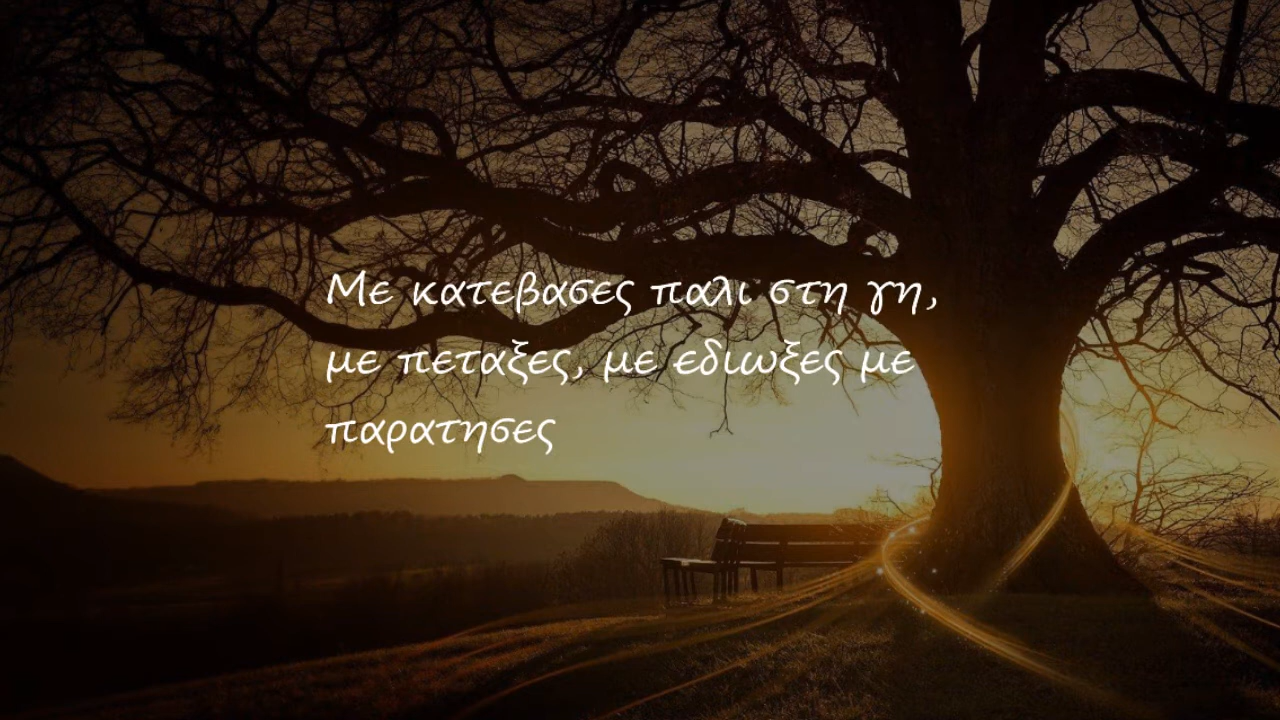 Με κατεβασες παλι στη γη,
με πεταξες, με εδιωξες με
παρατησες